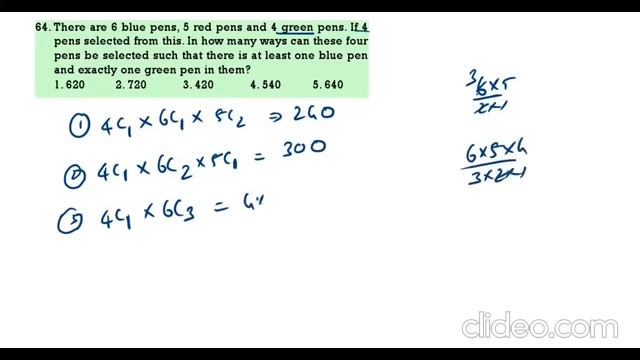 64. There are 6 blue pens, 5 red pens and 4 green pens. If 4
pens selected from this. In how many ways can these four
pens be selected such that there is at least one blue pen
and exactly one green pen in them?
1. 620 2. 720 3. 420 4. 540 5. 640
① 4C₁ × 6C₁ × 5C₂ ⇒ 240
② 4C₁ × 6C₂ × 5C₁ = 300
③ 4C₁ × 6C₃ = 4×
3
6×5
2×1
6×5×4
3×2×1
clideo.com